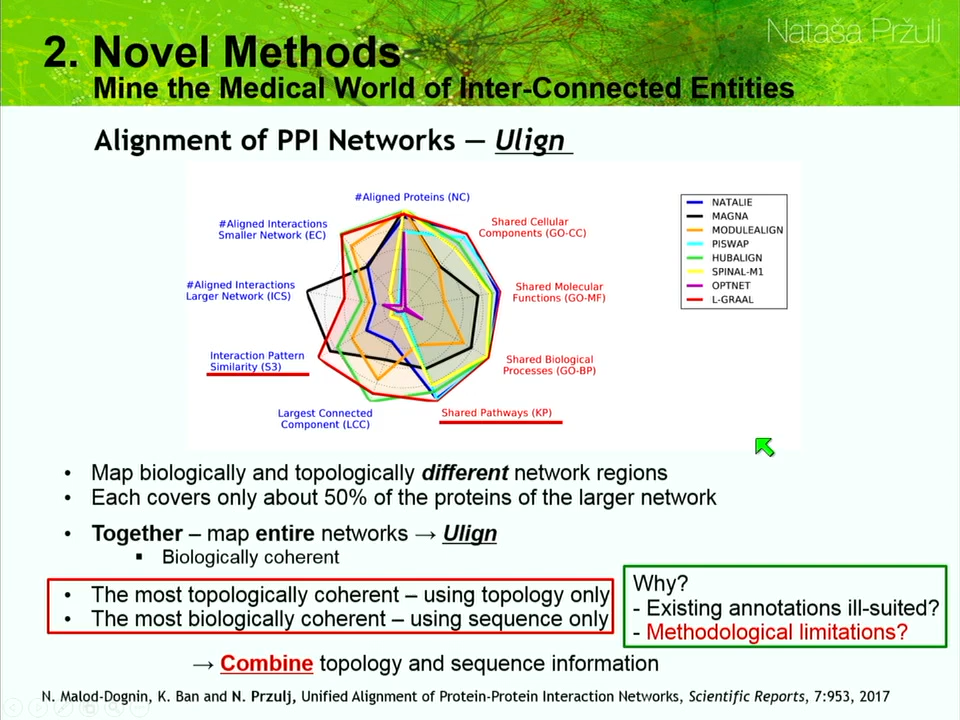 Nataša Pržulj
2. Novel Methods
Mine the Medical World of Inter-Connected Entities
Alignment of PPI Networks — Ulign
#Aligned Proteins (NC)
#Aligned Interactions
Smaller Network (EC)
Shared Cellular
Components (GO-CC)
#Aligned Interactions
Larger Network (ICS)
Shared Molecular
Functions (GO-MF)
Interaction Pattern
Similarity (S3)
Shared Biological
Processes (GO-BP)
Largest Connected
Component (LCC)
Shared Pathways (KP)
NATALIE
MAGNA
MODULEALIGN
PISWAP
HUBALIGN
SPINAL-M1
OPTNET
L-GRAAL
• Map biologically and topologically different network regions
• Each covers only about 50% of the proteins of the larger network
• Together – map entire networks → Ulign
▪ Biologically coherent
• The most topologically coherent – using topology only
• The most biologically coherent – using sequence only
Why?
- Existing annotations ill-suited?
- Methodological limitations?
→ Combine topology and sequence information
N. Malod-Dognin, K. Ban and N. Przulj, Unified Alignment of Protein-Protein Interaction Networks, Scientific Reports, 7:953, 2017